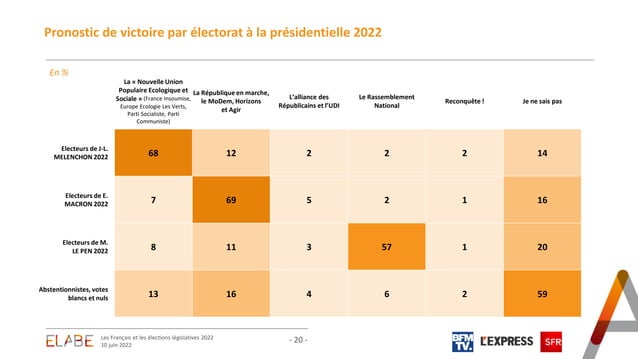 Pronostic de victoire par électorat à la présidentielle 2022
En %
La « Nouvelle Union
Populaire Ecologique et
Sociale » (France Insoumise,
Europe Ecologie Les Verts,
Parti Socialiste, Parti
Communiste)
La République en marche,
le MoDem, Horizons
et Agir
L'alliance des
Républicains et l'UDI
Le Rassemblement
National
Reconquête !
Je ne sais pas
Electeurs de J-L.
MELENCHON 2022
68 12 2 2 2 14
Electeurs de E.
MACRON 2022
7 69 5 2 1 16
Electeurs de M.
LE PEN 2022
8 11 3 57 1 20
Abstentionnistes, votes
blancs et nuls
13 16 4 6 2 59
ELABE
Les Français et les élections législatives 2022
10 juin 2022
- 20 -
BFM
TV.
L'EXPRESS
SFR